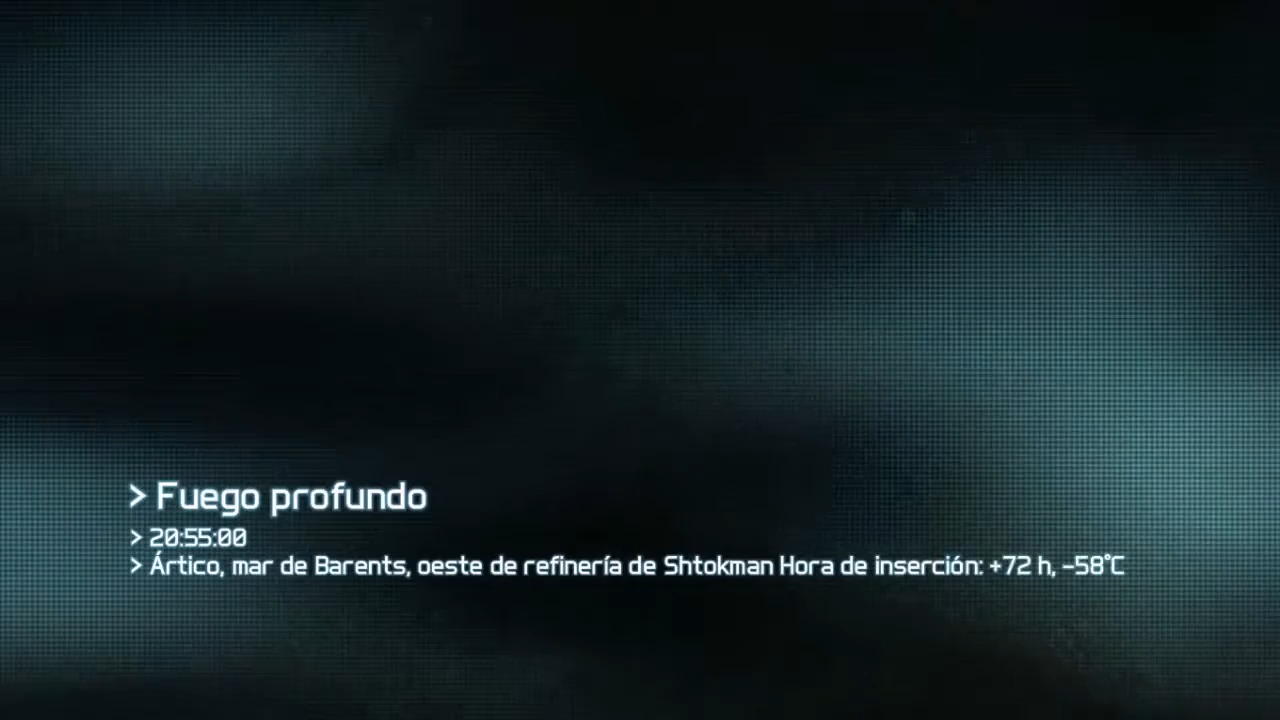 > Fuego profundo
> 20:55:00
> Ártico, mar de Barents, oeste de refinería de Shtokman Hora de inserción: +72 h, -58°C